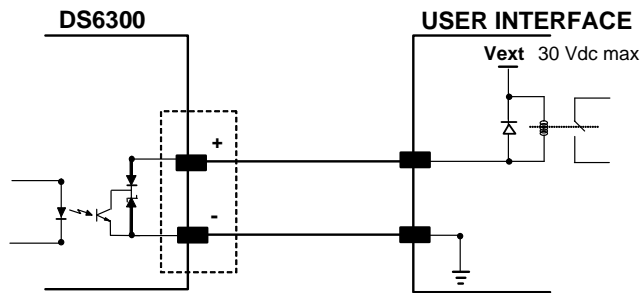 DS6300
USER INTERFACE
Vext 30 Vdc max
+
-